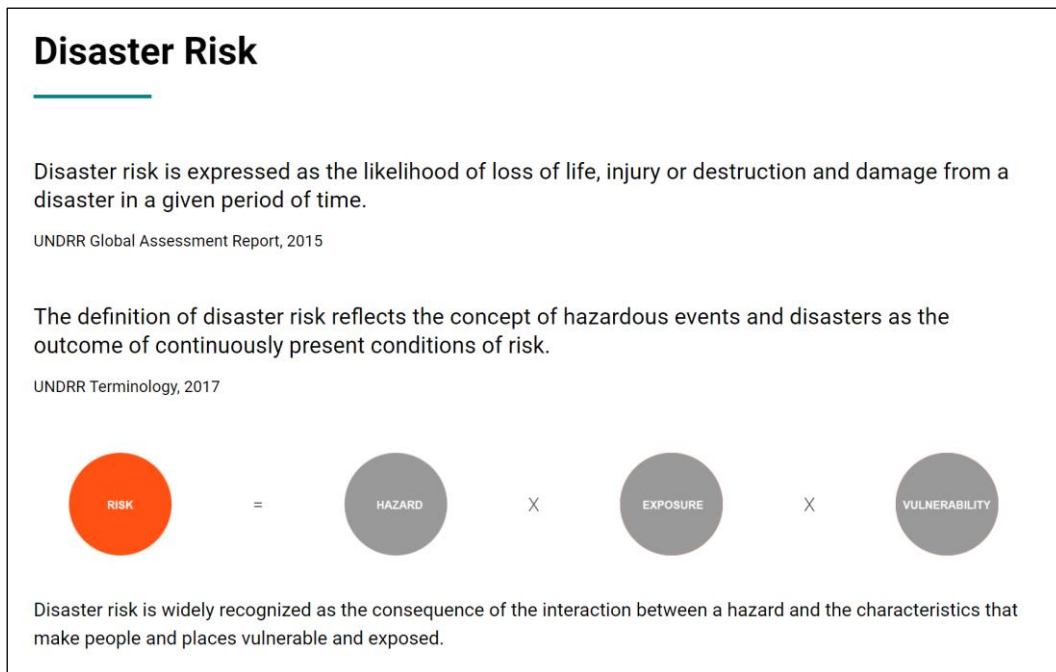 Disaster Risk
Disaster risk is expressed as the likelihood of loss of life, injury or destruction and damage from a
disaster in a given period of time.
UNDRR Global Assessment Report, 2015
The definition of disaster risk reflects the concept of hazardous events and disasters as the
outcome of continuously present conditions of risk.
UNDRR Terminology, 2017
RISK = HAZARD X EXPOSURE X VULNERABILITY
Disaster risk is widely recognized as the consequence of the interaction between a hazard and the characteristics that
make people and places vulnerable and exposed.